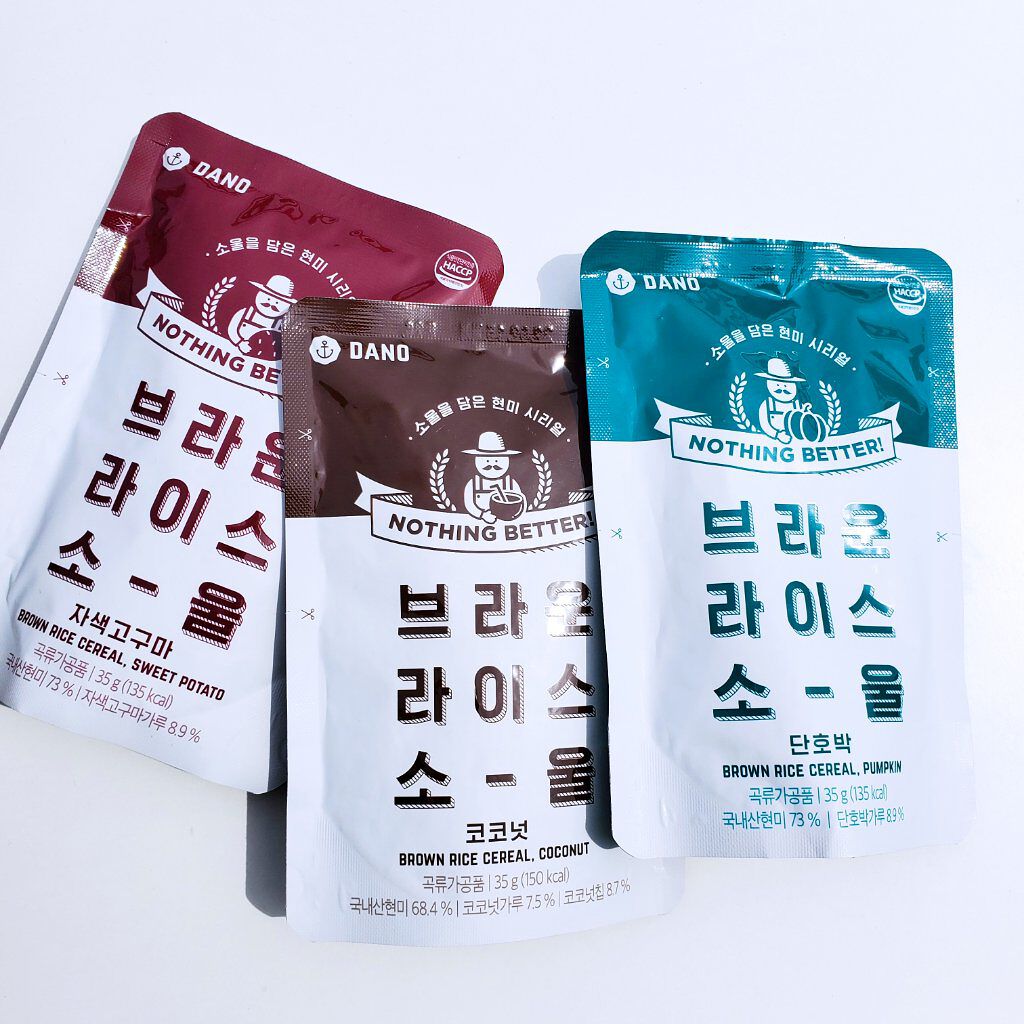 DANO
소울을 담은 현미 시리얼
HACCP
NOTHING BE
브라운
라이스
소-울
자색고구마
BROWN RICE CEREAL, SWEET POTATO
곡류가공품 | 35 g (135 kcal)
국내산현미 73 % | 자색고구마가루 8.9 %
DANO
· 소울을 담은 현미 시리얼 ·
NOTHING BETTER!
브라운
라이스
소-울
코코넛
BROWN RICE CEREAL, COCONUT
곡류가공품 | 35 g (150 kcal)
국내산현미 68.4 % | 코코넛가루 7.5 % | 코코넛칩 8.7 %
DANO
· 소울을 담은 현미 시리얼 ·
HACCP
NOTHING BETTER!
브라운
라이스
소-울
단호박
BROWN RICE CEREAL, PUMPKIN
곡류가공품 | 35 g (135 kcal)
국내산현미 73 % | 단호박가루 8.9 %